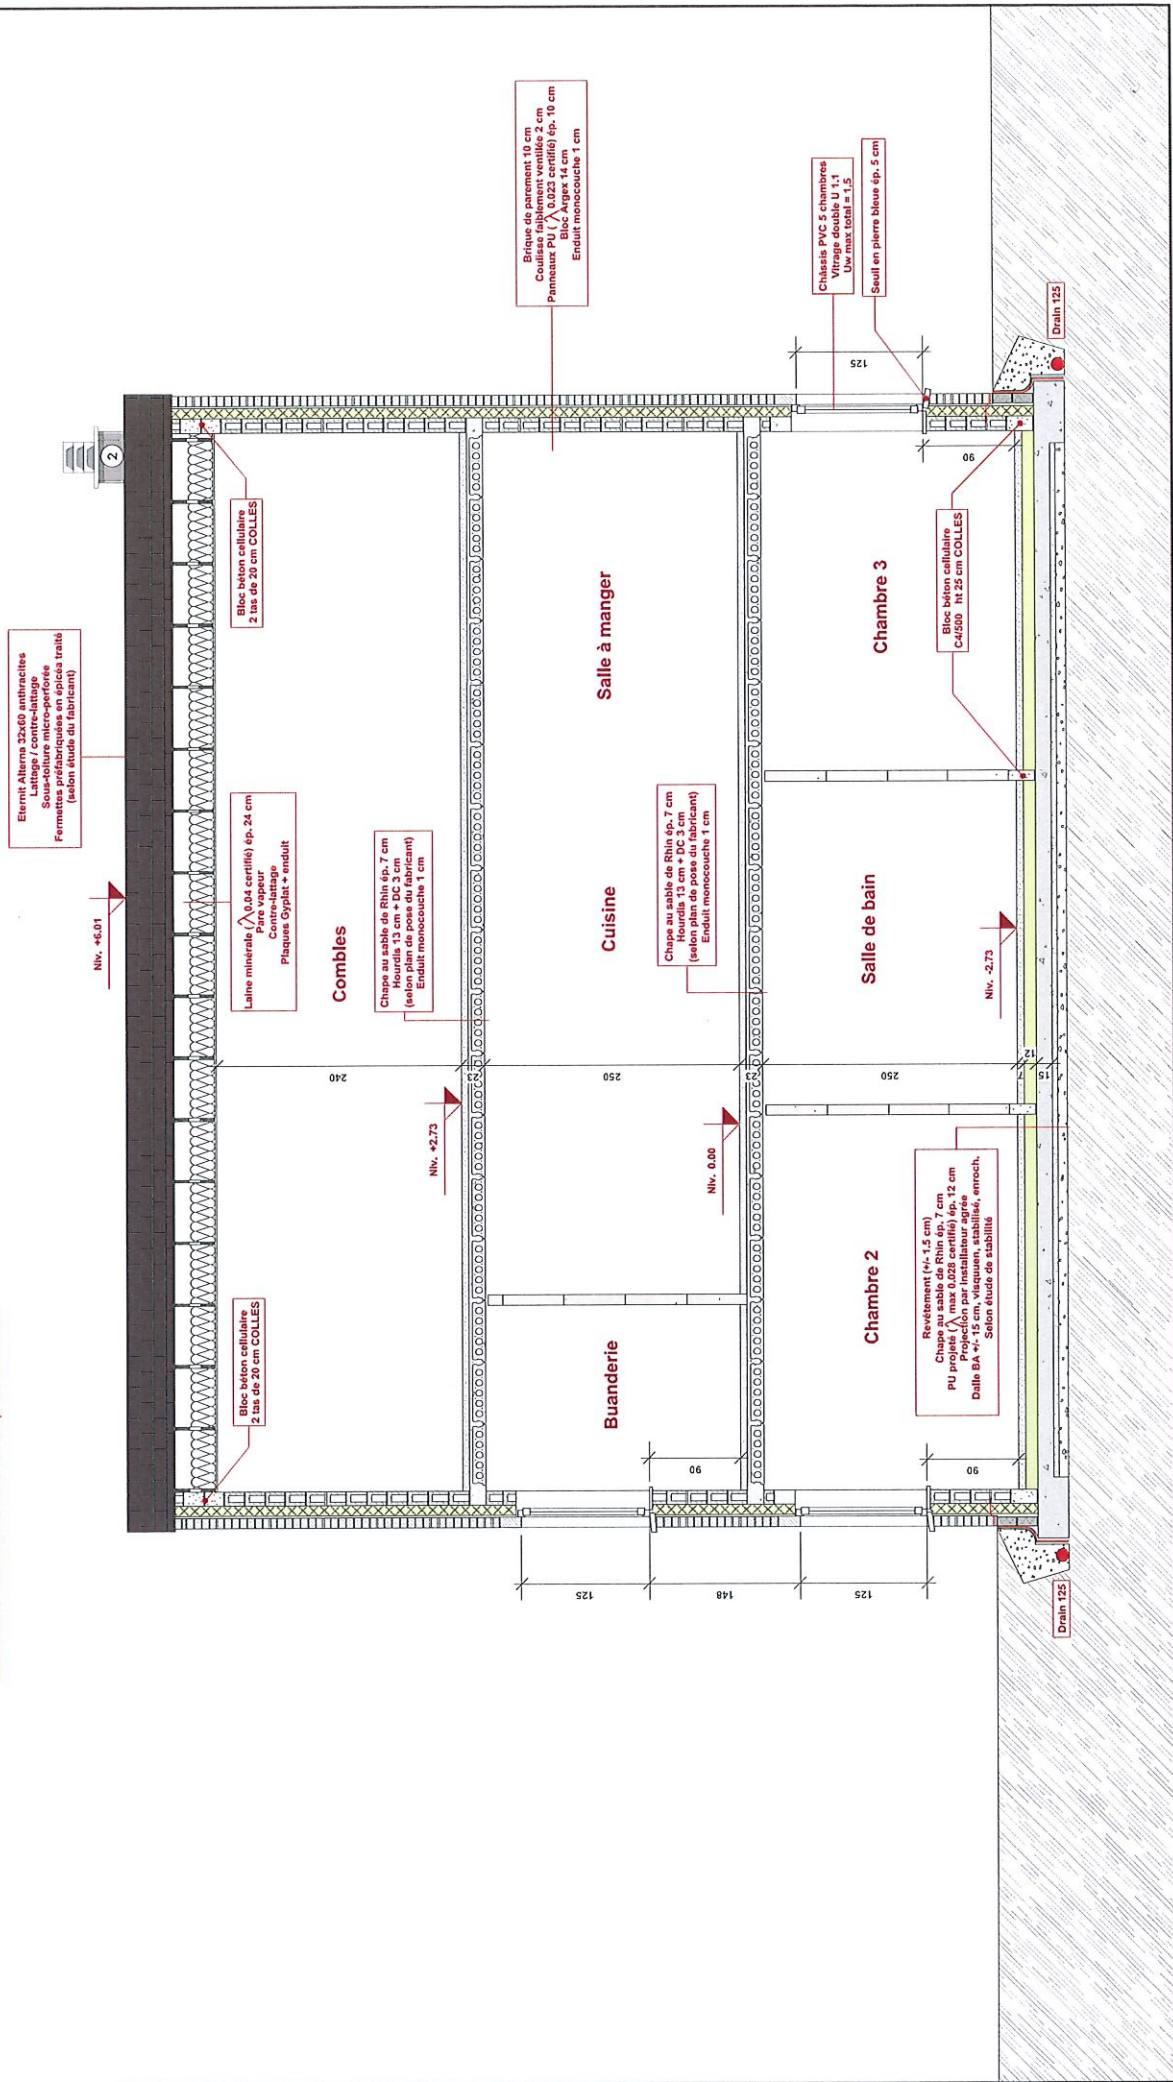 Eternit Alterna 32x60 anthracites
Lattage / contre-lattage
Sous-toiture micro-perforée
Fermettes préfabriquées en épicéa traité
(selon étude du fabricant)
Niv. +6.01
2
Bloc béton cellulaire
2 tas de 20 cm COLLES
Laine minérale (λ 0.04 certifié) ép. 24 cm
Pare vapeur
Contre-lattage
Plaques Gyplat + enduit
Bloc béton cellulaire
2 tas de 20 cm COLLES
Combles
240
Niv. +2.73
Chape au sable de Rhin ép. 7 cm
Hourdis 13 cm + DC 3 cm
(selon plan de pose du fabricant)
Enduit monocouche 1 cm
23
Brique de parement 10 cm
Coulisse faiblement ventilée 2 cm
Panneaux PU (λ 0.023 certifié) ép. 10 cm
Bloc Argex 14 cm
Enduit monocouche 1 cm
Buanderie
Cuisine
Salle à manger
250
125
90
Niv. 0.00
Chape au sable de Rhin ép. 7 cm
Hourdis 13 cm + DC 3 cm
(selon plan de pose du fabricant)
Enduit monocouche 1 cm
23
148
Châssis PVC 5 chambres
Vitrage double U 1.1
Uw max total = 1,5
Seuil en pierre bleue ép. 5 cm
Chambre 2
Salle de bain
Chambre 3
250
125
125
90
90
Revêtement (+/- 1.5 cm)
Chape au sable de Rhin ép. 7 cm
PU projeté (λ max 0.028 certifié) ép. 12 cm
Projection par installateur agrée
Dalle BA +/- 15 cm, visqueen, stabilisé, enroch.
Selon étude de stabilité
Niv. -2.73
Bloc béton cellulaire
C4/500 ht 25 cm COLLES
7
12
15
Drain 125
Drain 125